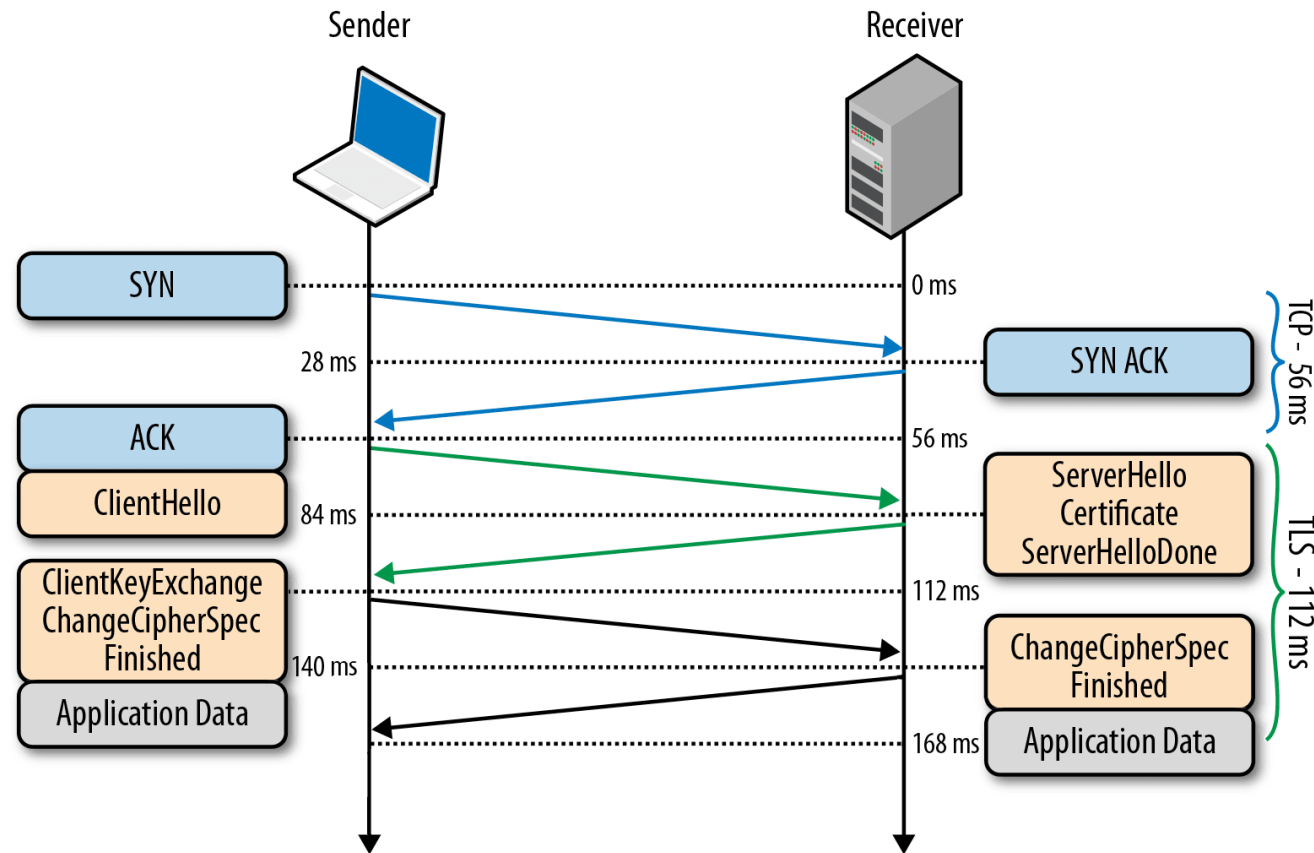 Sender
Receiver
SYN
0 ms
28 ms
SYN ACK
TCP - 56 ms
ACK
56 ms
ClientHello
84 ms
ServerHello
Certificate
ServerHelloDone
TLS - 112 ms
ClientKeyExchange
ChangeCipherSpec
Finished
112 ms
140 ms
ChangeCipherSpec
Finished
Application Data
168 ms
Application Data